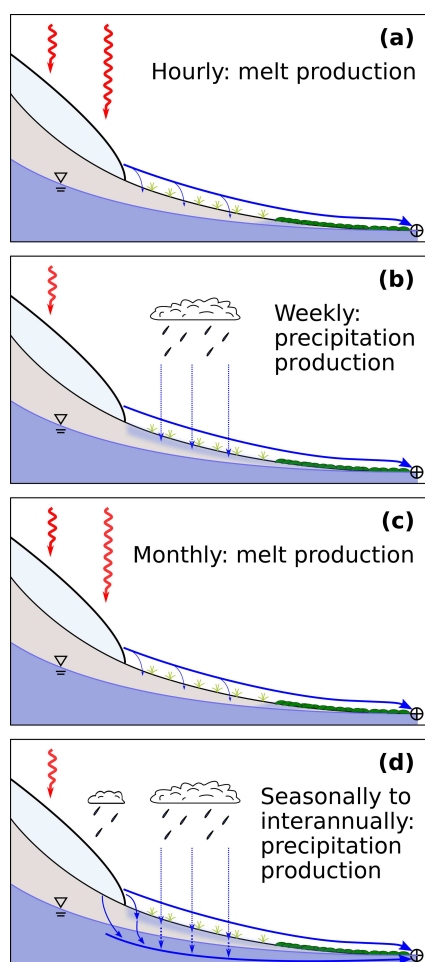 (a)
Hourly: melt production
(b)
Weekly:
precipitation
production
(c)
Monthly: melt production
(d)
Seasonally to
interannually:
precipitation
production